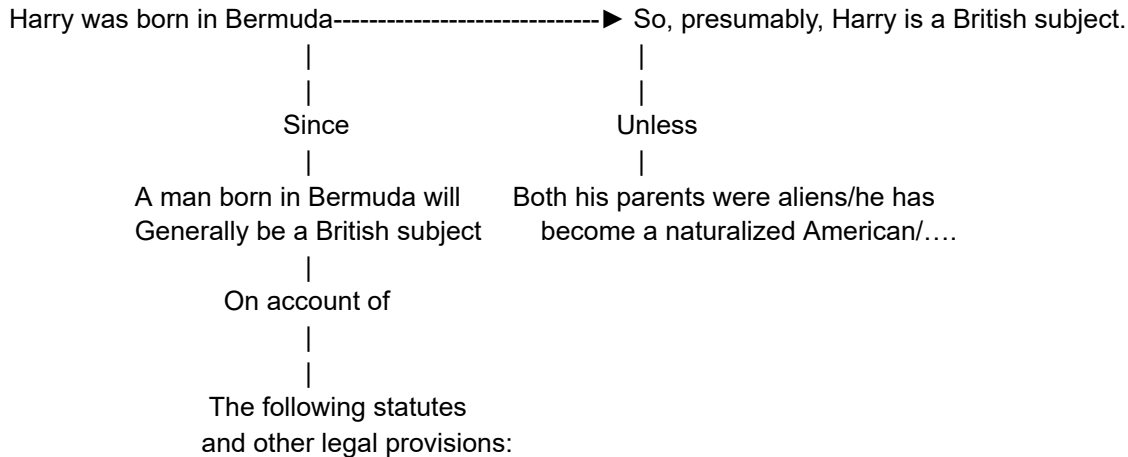 Harry was born in Bermuda------------------------------► So, presumably, Harry is a British subject.
Since Unless
A man born in Bermuda will Both his parents were aliens/he has
Generally be a British subject become a naturalized American/….
On account of
The following statutes
and other legal provisions: